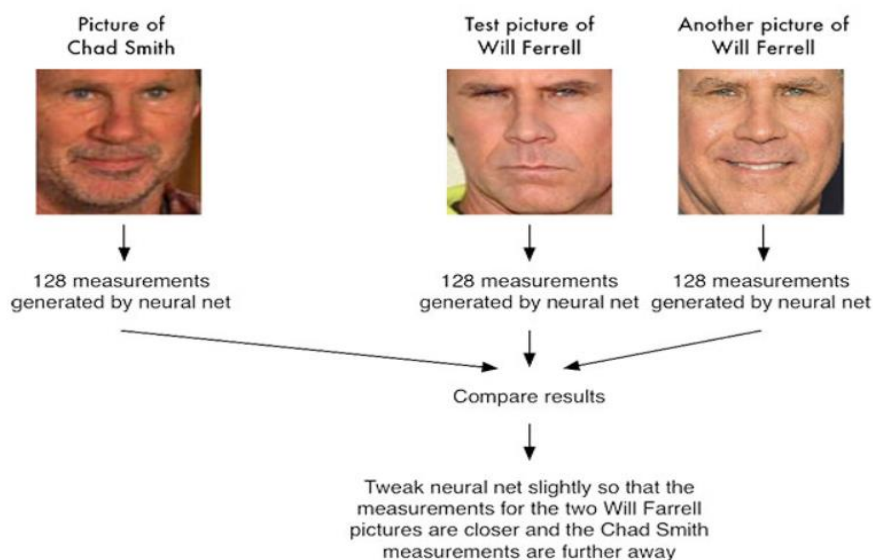 Picture of
Chad Smith
Test picture of
Will Ferrell
Another picture of
Will Ferrell
128 measurements
generated by neural net
128 measurements
generated by neural net
128 measurements
generated by neural net
Compare results
Tweak neural net slightly so that the
measurements for the two Will Farrell
pictures are closer and the Chad Smith
measurements are further away